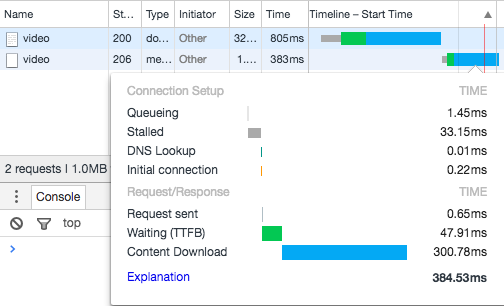 Name St… Type Initiator Size Time Timeline – Start Time
video 200 do… Other 32… 805ms
video 206 me… Other 1.… 383ms
Connection Setup TIME
Queueing 1.45ms
Stalled 33.15ms
DNS Lookup 0.01ms
Initial connection 0.22ms
Request/Response TIME
Request sent 0.65ms
Waiting (TTFB) 47.91ms
Content Download 300.78ms
Explanation 384.53ms
2 requests I 1.0MB
Console
top